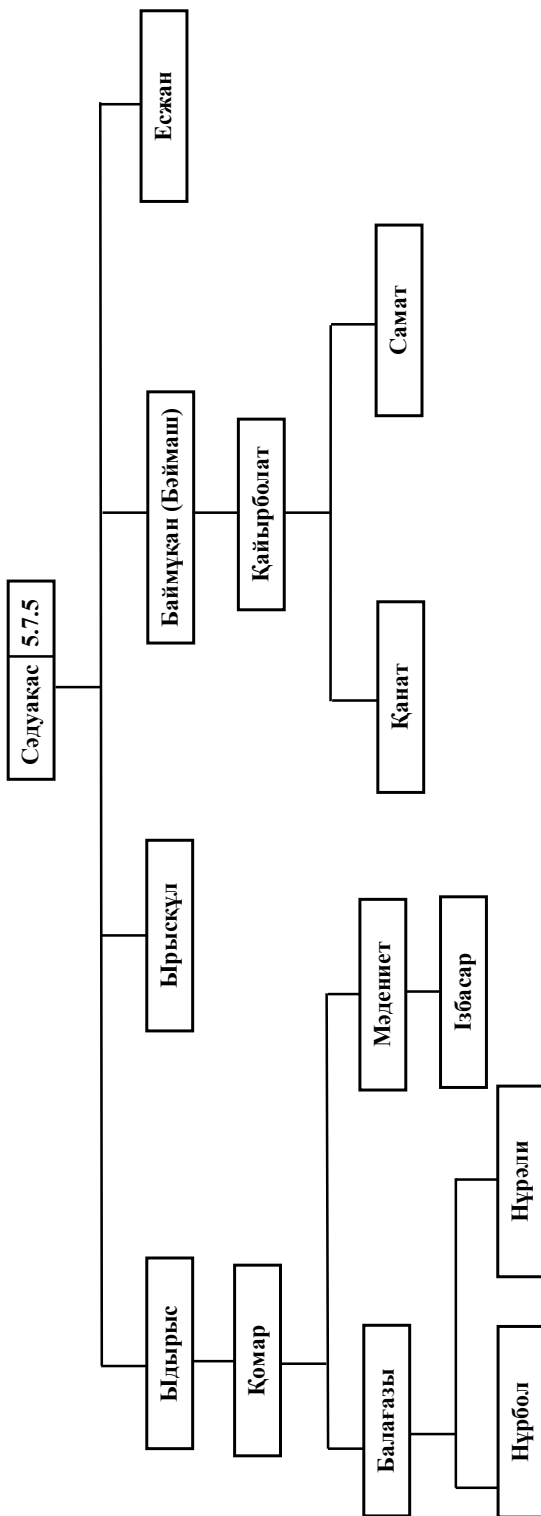 Сәдуақас 5.7.5
Ыдырыс
Ырысқұл
Баймұқан (Бәймаш)
Есжан
Қомар
Қайырболат
Балағазы
Мәдениет
Қанат
Самат
Ізбасар
Нұрбол
Нұрәли